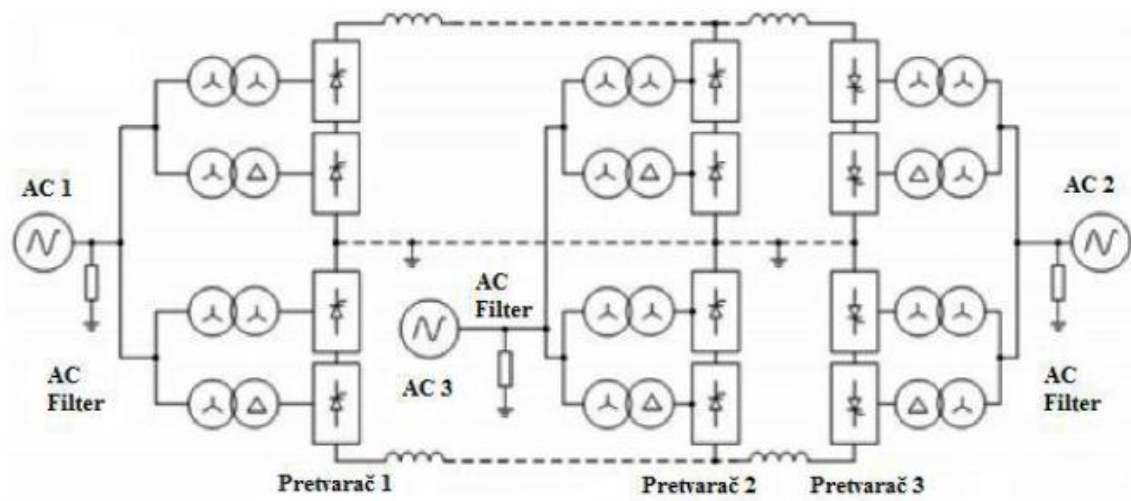 AC 1
AC
Filter
AC 3
AC
Filter
AC 2
AC
Filter
Pretvarač 1
Pretvarač 2
Pretvarač 3